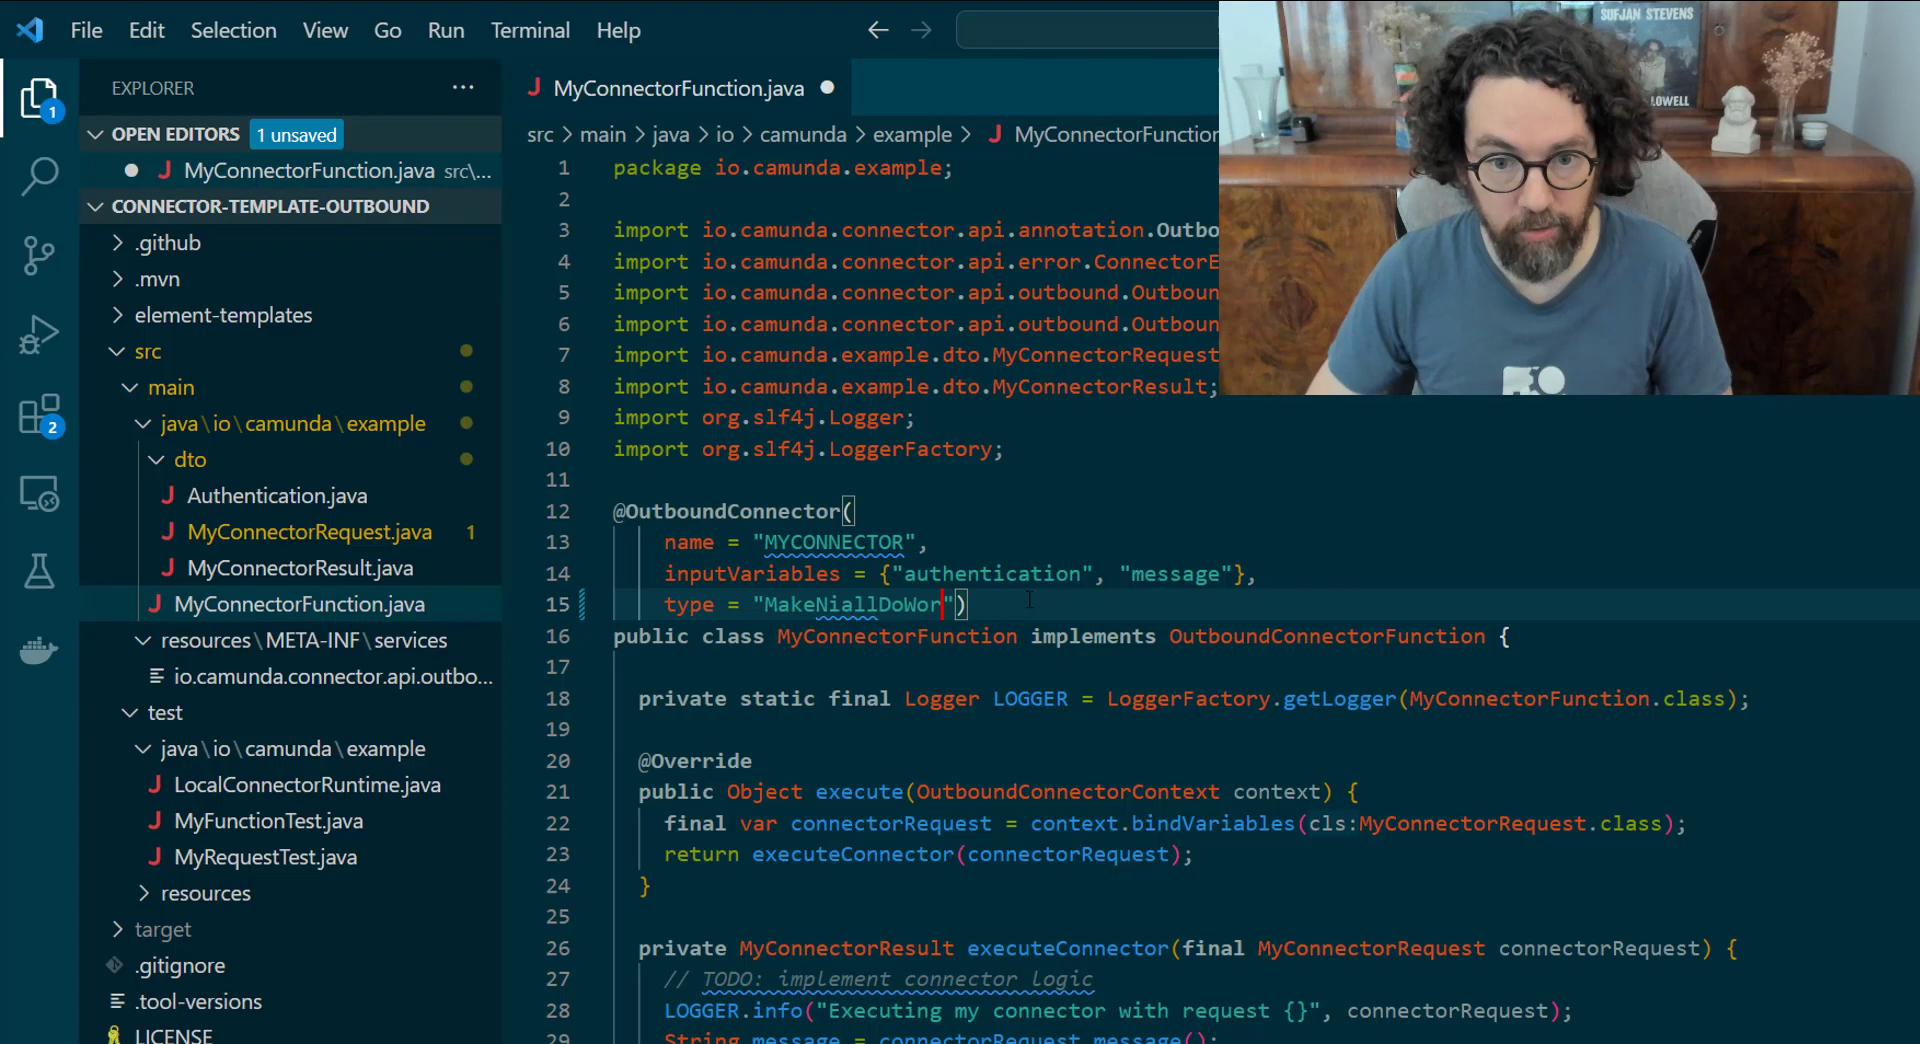 File Edit Selection View Go Run Terminal Help
SUFJAN STEVENS
LOWELL
EXPLORER
OPEN EDITORS 1 unsaved
MyConnectorFunction.java src\...
CONNECTOR-TEMPLATE-OUTBOUND
.github
.mvn
element-templates
src
main
java\io\camunda\example
dto
Authentication.java
MyConnectorRequest.java 1
MyConnectorResult.java
MyConnectorFunction.java
resources\META-INF\services
io.camunda.connector.api.outbo...
test
java\io\camunda\example
LocalConnectorRuntime.java
MyFunctionTest.java
MyRequestTest.java
resources
target
.gitignore
.tool-versions
LICENSE
1
2
MyConnectorFunction.java
src > main > java > io > camunda > example > MyConnectorFunction
1 package io.camunda.example;
2
3 import io.camunda.connector.api.annotation.Outbo
4 import io.camunda.connector.api.error.ConnectorE
5 import io.camunda.connector.api.outbound.Outboun
6 import io.camunda.connector.api.outbound.Outboun
7 import io.camunda.example.dto.MyConnectorRequest
8 import io.camunda.example.dto.MyConnectorResult;
9 import org.slf4j.Logger;
10 import org.slf4j.LoggerFactory;
11
12 @OutboundConnector(
13 name = "MYCONNECTOR",
14 inputVariables = {"authentication", "message"},
15 type = "MakeNiallDoWor")
16 public class MyConnectorFunction implements OutboundConnectorFunction {
17
18 private static final Logger LOGGER = LoggerFactory.getLogger(MyConnectorFunction.class);
19
20 @Override
21 public Object execute(OutboundConnectorContext context) {
22 final var connectorRequest = context.bindVariables(cls:MyConnectorRequest.class);
23 return executeConnector(connectorRequest);
24 }
25
26 private MyConnectorResult executeConnector(final MyConnectorRequest connectorRequest) {
27 // TODO: implement connector logic
28 LOGGER.info("Executing my connector with request {}", connectorRequest);
29 String message = connectorRequest.message();